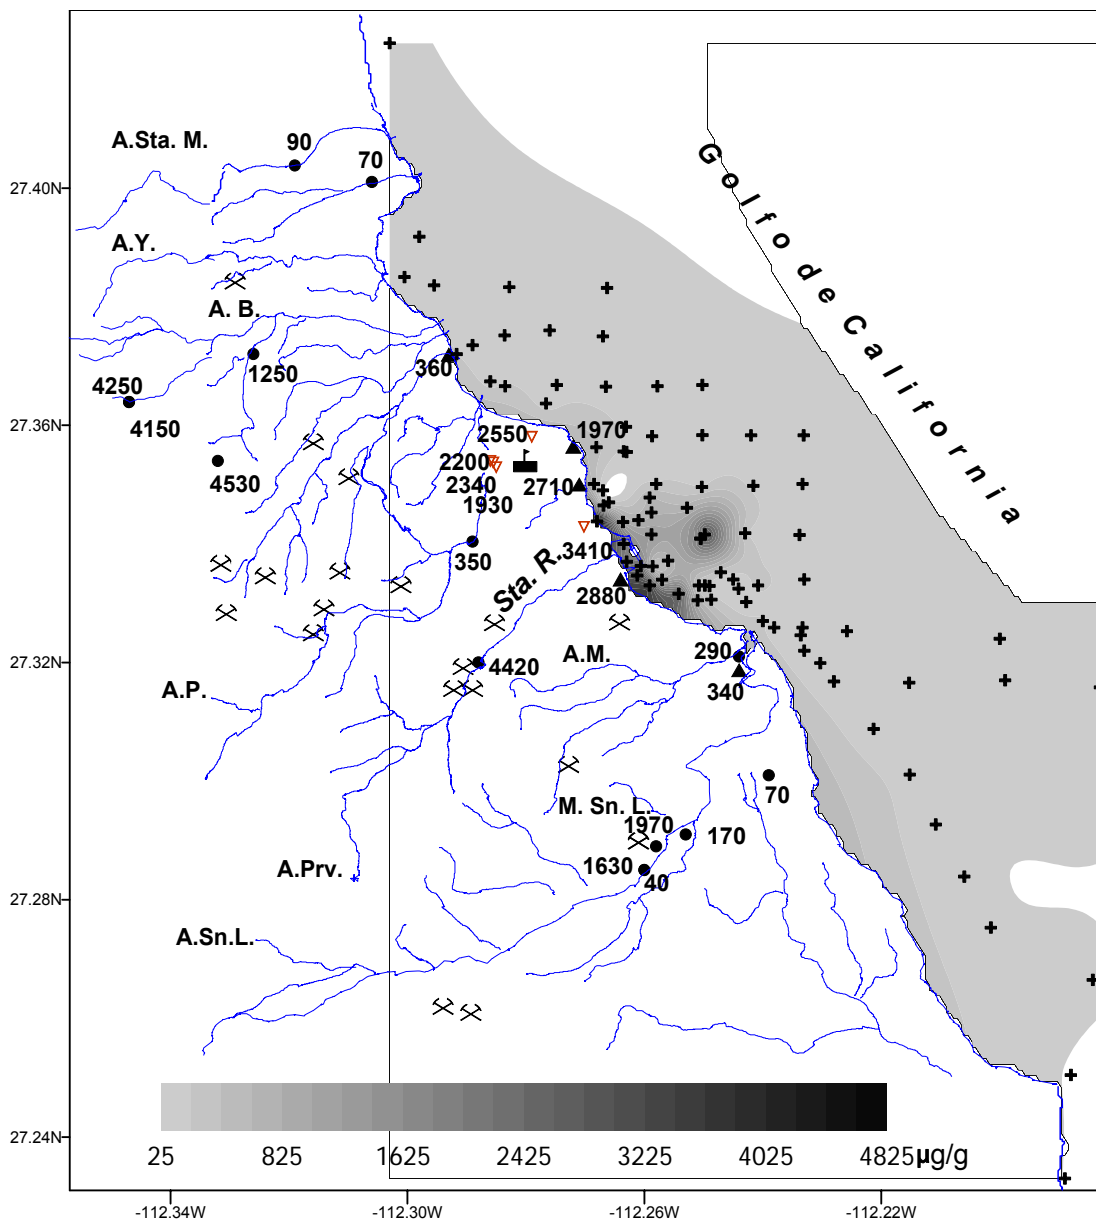 A.Sta. M.
90
70
Golfo de California
27.40N
A.Y.
A. B.
360
4250
1250
4150
27.36N
2550
1970
2200
4530
2340
2710
1930
350
3410
Sta. R.
2880
27.32N
4420
A.M.
290
340
A.P.
70
M. Sn. L.
1970
170
1630
40
A.Prv.
27.28N
A.Sn.L.
27.24N
25 825 1625 2425 3225 4025 4825 µg/g
-112.34W -112.30W -112.26W -112.22W